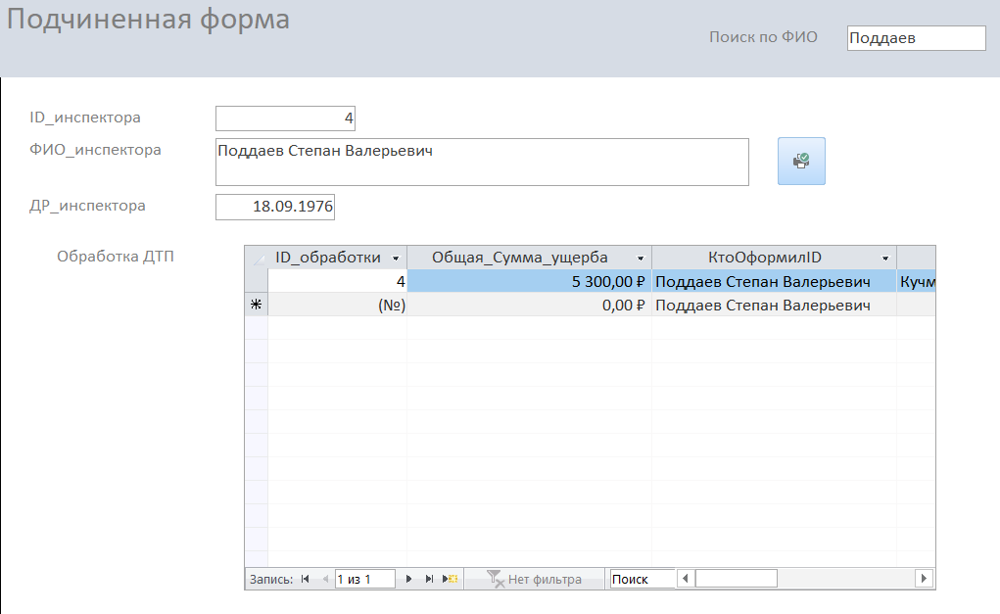 Подчиненная форма
Поиск по ФИО Поддаев
ID_инспектора 4
ФИО_инспектора Поддаев Степан Валерьевич
ДР_инспектора 18.09.1976
Обработка ДТП
ID_обработки Общая_Сумма_ущерба КтоОформилID
4 5 300,00 ₽ Поддаев Степан Валерьевич Кучм
(№) 0,00 ₽ Поддаев Степан Валерьевич
Запись: 1 из 1 Нет фильтра Поиск